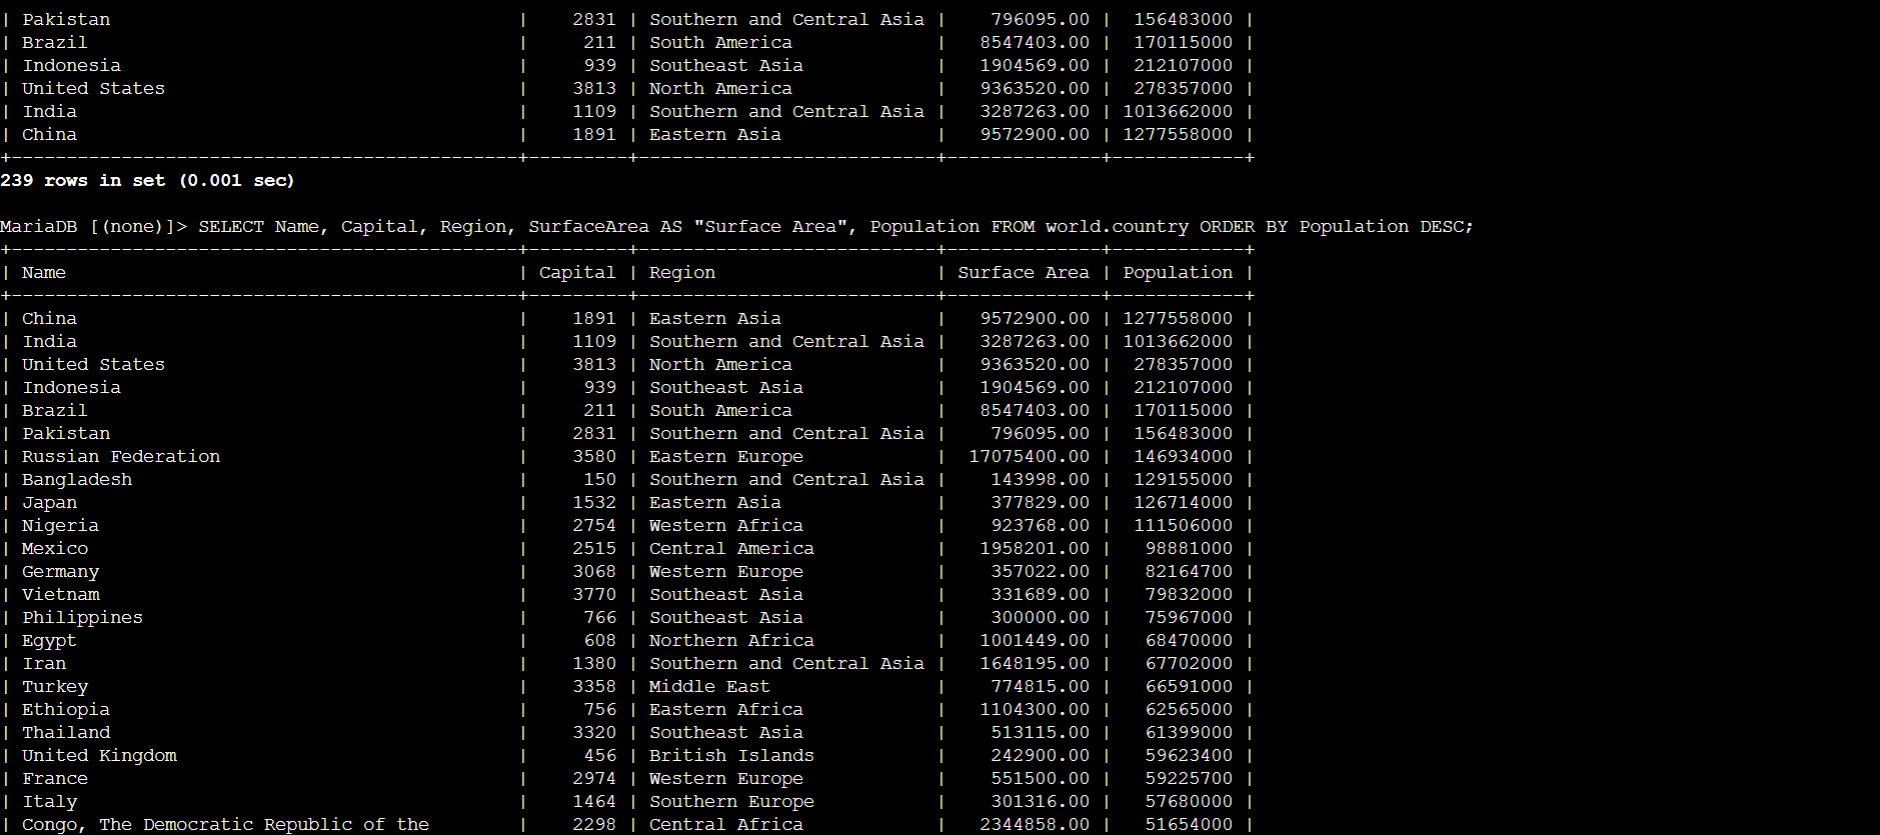 | Pakistan                                     |    2831 | Southern and Central Asia |    796095.00 |  156483000 |
| Brazil                                       |     211 | South America             |   8547403.00 |  170115000 |
| Indonesia                                    |     939 | Southeast Asia            |   1904569.00 |  212107000 |
| United States                                |    3813 | North America             |   9363520.00 |  278357000 |
| India                                        |    1109 | Southern and Central Asia |   3287263.00 | 1013662000 |
| China                                        |    1891 | Eastern Asia              |   9572900.00 | 1277558000 |
+----------------------------------------------+---------+---------------------------+--------------+------------+
239 rows in set (0.001 sec)
MariaDB [(none)]> SELECT Name, Capital, Region, SurfaceArea AS "Surface Area", Population FROM world.country ORDER BY Population DESC;
+----------------------------------------------+---------+---------------------------+--------------+------------+
| Name                                         | Capital | Region                    | Surface Area | Population |
+----------------------------------------------+---------+---------------------------+--------------+------------+
| China                                        |    1891 | Eastern Asia              |   9572900.00 | 1277558000 |
| India                                        |    1109 | Southern and Central Asia |   3287263.00 | 1013662000 |
| United States                                |    3813 | North America             |   9363520.00 |  278357000 |
| Indonesia                                    |     939 | Southeast Asia            |   1904569.00 |  212107000 |
| Brazil                                       |     211 | South America             |   8547403.00 |  170115000 |
| Pakistan                                     |    2831 | Southern and Central Asia |    796095.00 |  156483000 |
| Russian Federation                           |    3580 | Eastern Europe            |  17075400.00 |  146934000 |
| Bangladesh                                   |     150 | Southern and Central Asia |    143998.00 |  129155000 |
| Japan                                        |    1532 | Eastern Asia              |    377829.00 |  126714000 |
| Nigeria                                      |    2754 | Western Africa            |    923768.00 |  111506000 |
| Mexico                                       |    2515 | Central America           |   1958201.00 |   98881000 |
| Germany                                      |    3068 | Western Europe            |    357022.00 |   82164700 |
| Vietnam                                      |    3770 | Southeast Asia            |    331689.00 |   79832000 |
| Philippines                                  |     766 | Southeast Asia            |    300000.00 |   75967000 |
| Egypt                                        |     608 | Northern Africa           |   1001449.00 |   68470000 |
| Iran                                         |    1380 | Southern and Central Asia |   1648195.00 |   67702000 |
| Turkey                                       |    3358 | Middle East               |    774815.00 |   66591000 |
| Ethiopia                                     |     756 | Eastern Africa            |   1104300.00 |   62565000 |
| Thailand                                     |    3320 | Southeast Asia            |    513115.00 |   61399000 |
| United Kingdom                               |     456 | British Islands           |    242900.00 |   59623400 |
| France                                       |    2974 | Western Europe            |    551500.00 |   59225700 |
| Italy                                        |    1464 | Southern Europe           |    301316.00 |   57680000 |
| Congo, The Democratic Republic of the        |    2298 | Central Africa            |   2344858.00 |   51654000 |